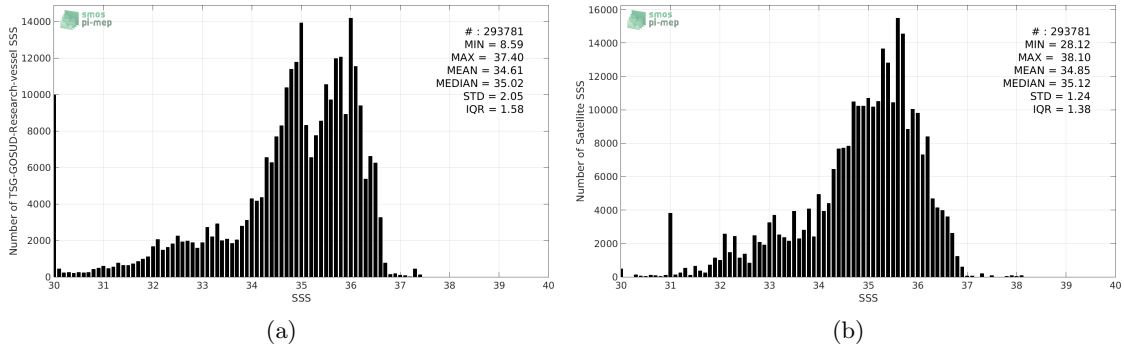 smos
pi-mep
# : 293781
MIN = 8.59
MAX = 37.40
MEAN = 34.61
MEDIAN = 35.02
STD = 2.05
IQR = 1.58
Number of TSG-GOSUD-Research-vessel SSS
14000
12000
10000
8000
6000
4000
2000
0
30 31 32 33 34 35 36 37 38 39 40
SSS
(a)
smos
pi-mep
# : 293781
MIN = 28.12
MAX = 38.10
MEAN = 34.85
MEDIAN = 35.12
STD = 1.24
IQR = 1.38
Number of Satellite SSS
16000
14000
12000
10000
8000
6000
4000
2000
0
30 31 32 33 34 35 36 37 38 39 40
SSS
(b)